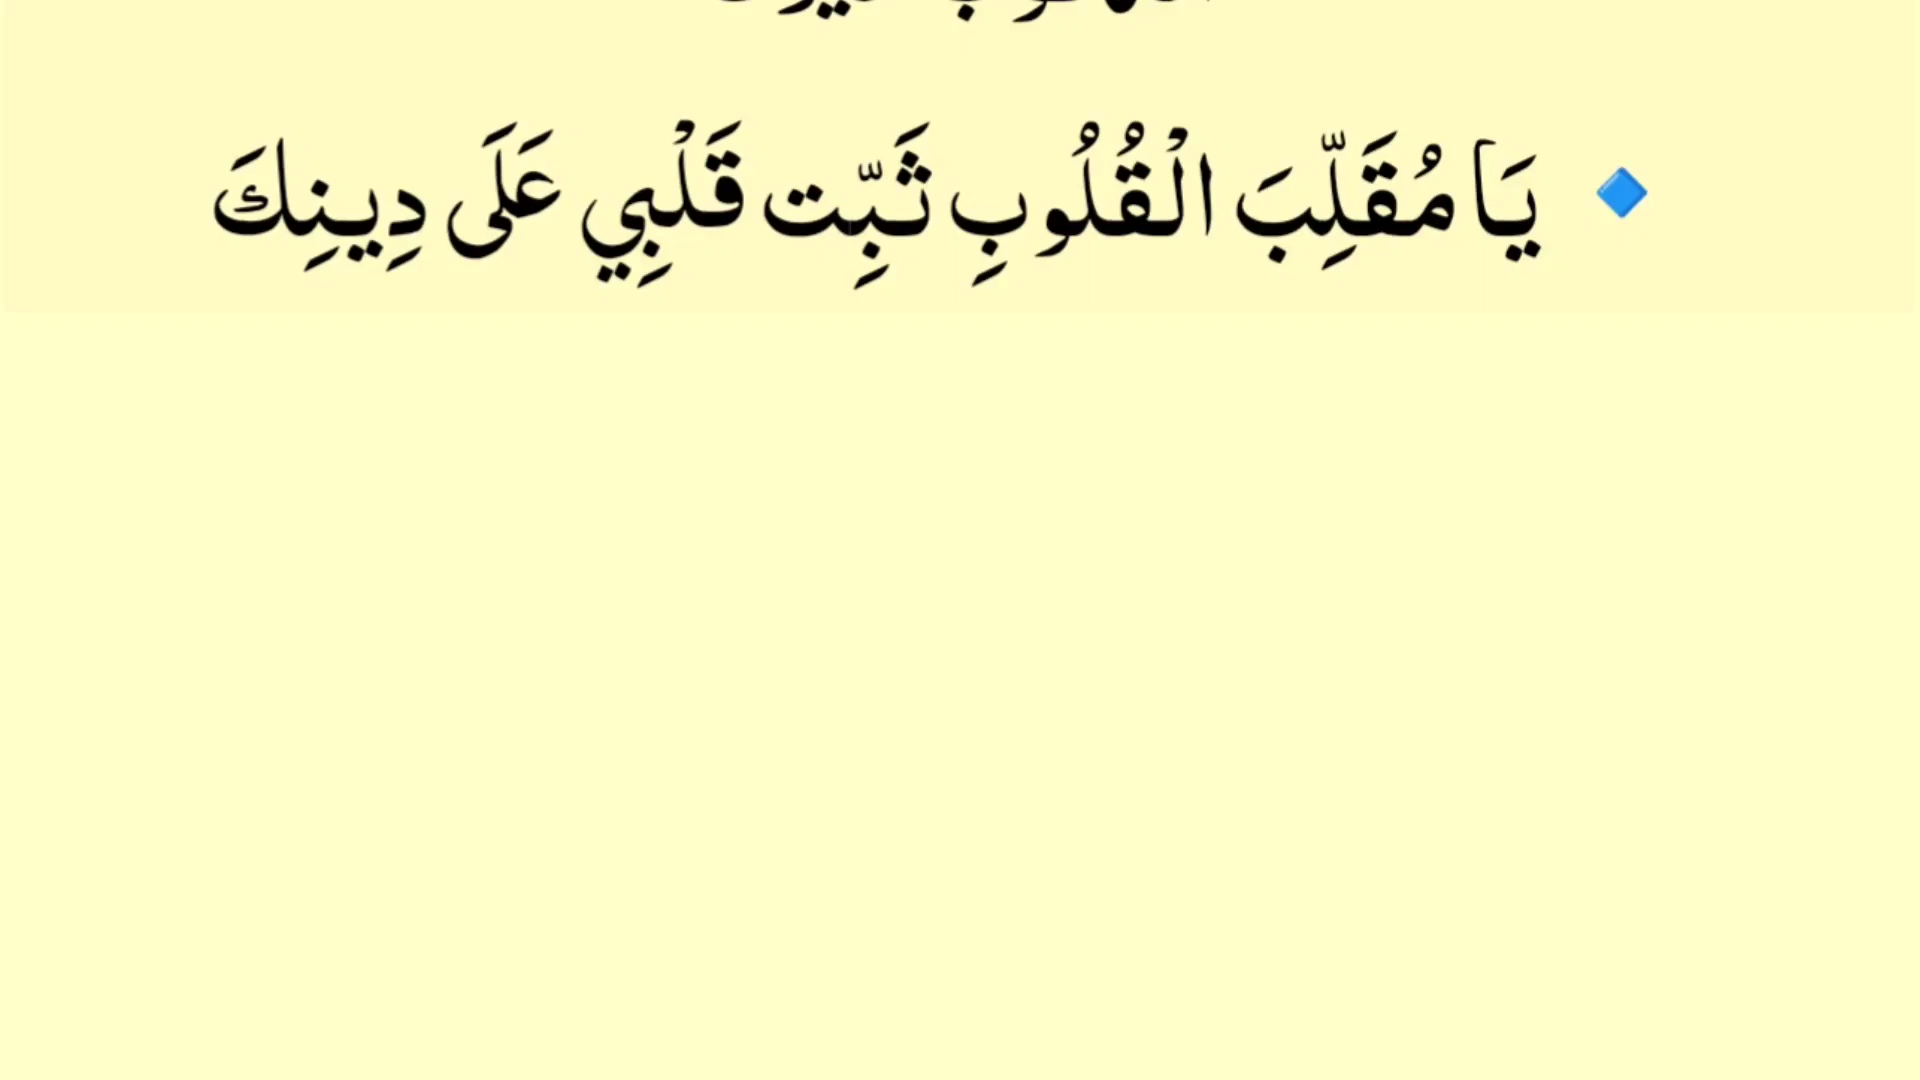 يَا مُقَلِّبَ الْقُلُوبِ ثَبِّت قَلْبِي عَلَى دِينِكَ